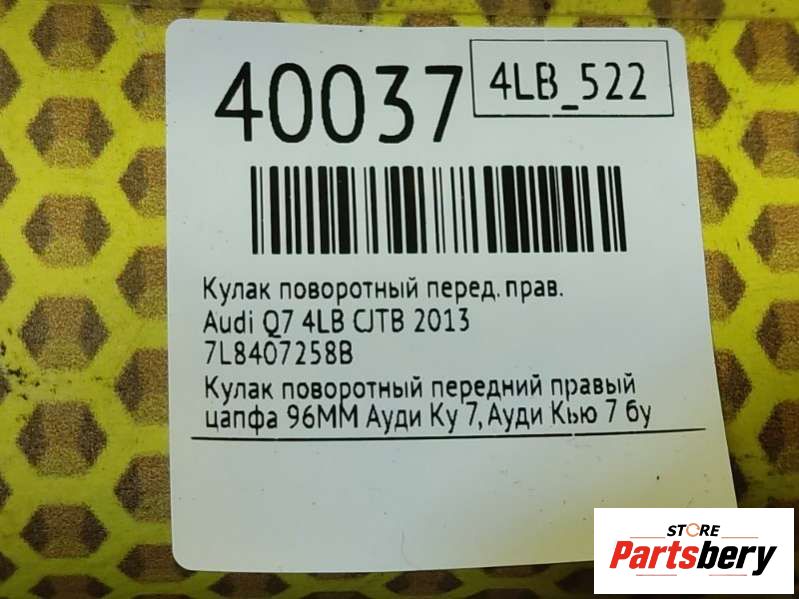 40037
4LB_522
Кулак поворотный перед. прав.
Audi Q7 4LB CJTB 2013
7L8407258B
Кулак поворотный передний правый
цапфа 96ММ Ауди Ку 7, Ауди Кью 7 бу
STORE
Partsbery